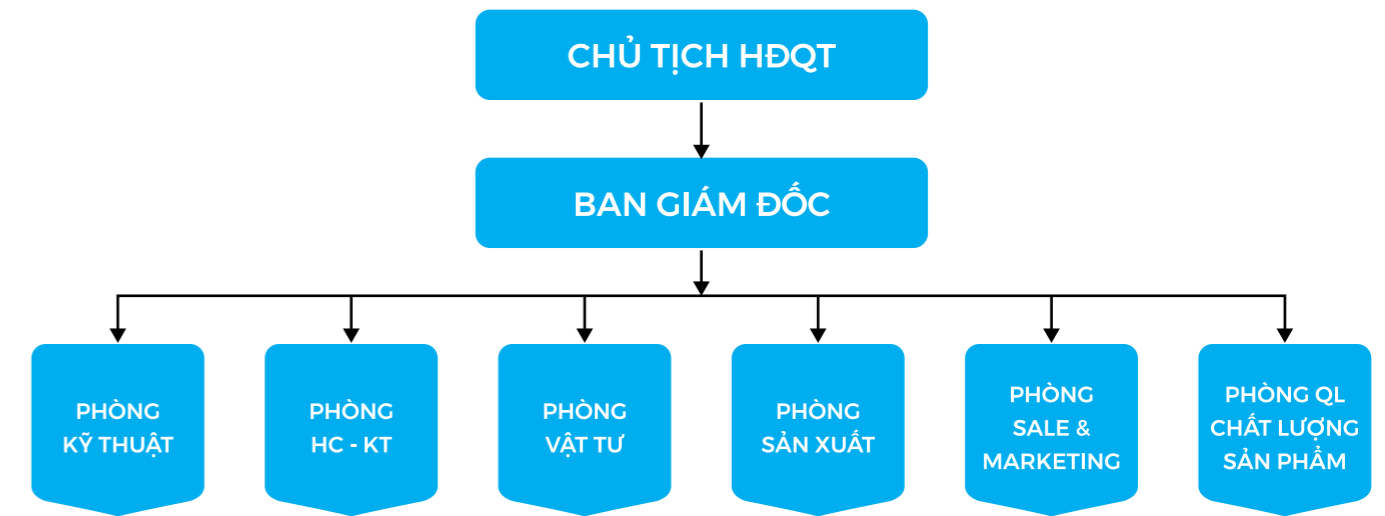 CHỦ TỊCH HĐQT
BAN GIÁM ĐỐC
PHÒNG
KỸ THUẬT
PHÒNG
HC - KT
PHÒNG
VẬT TƯ
PHÒNG
SẢN XUẤT
PHÒNG
SALE &
MARKETING
PHÒNG QL
CHẤT LƯỢNG
SẢN PHẨM